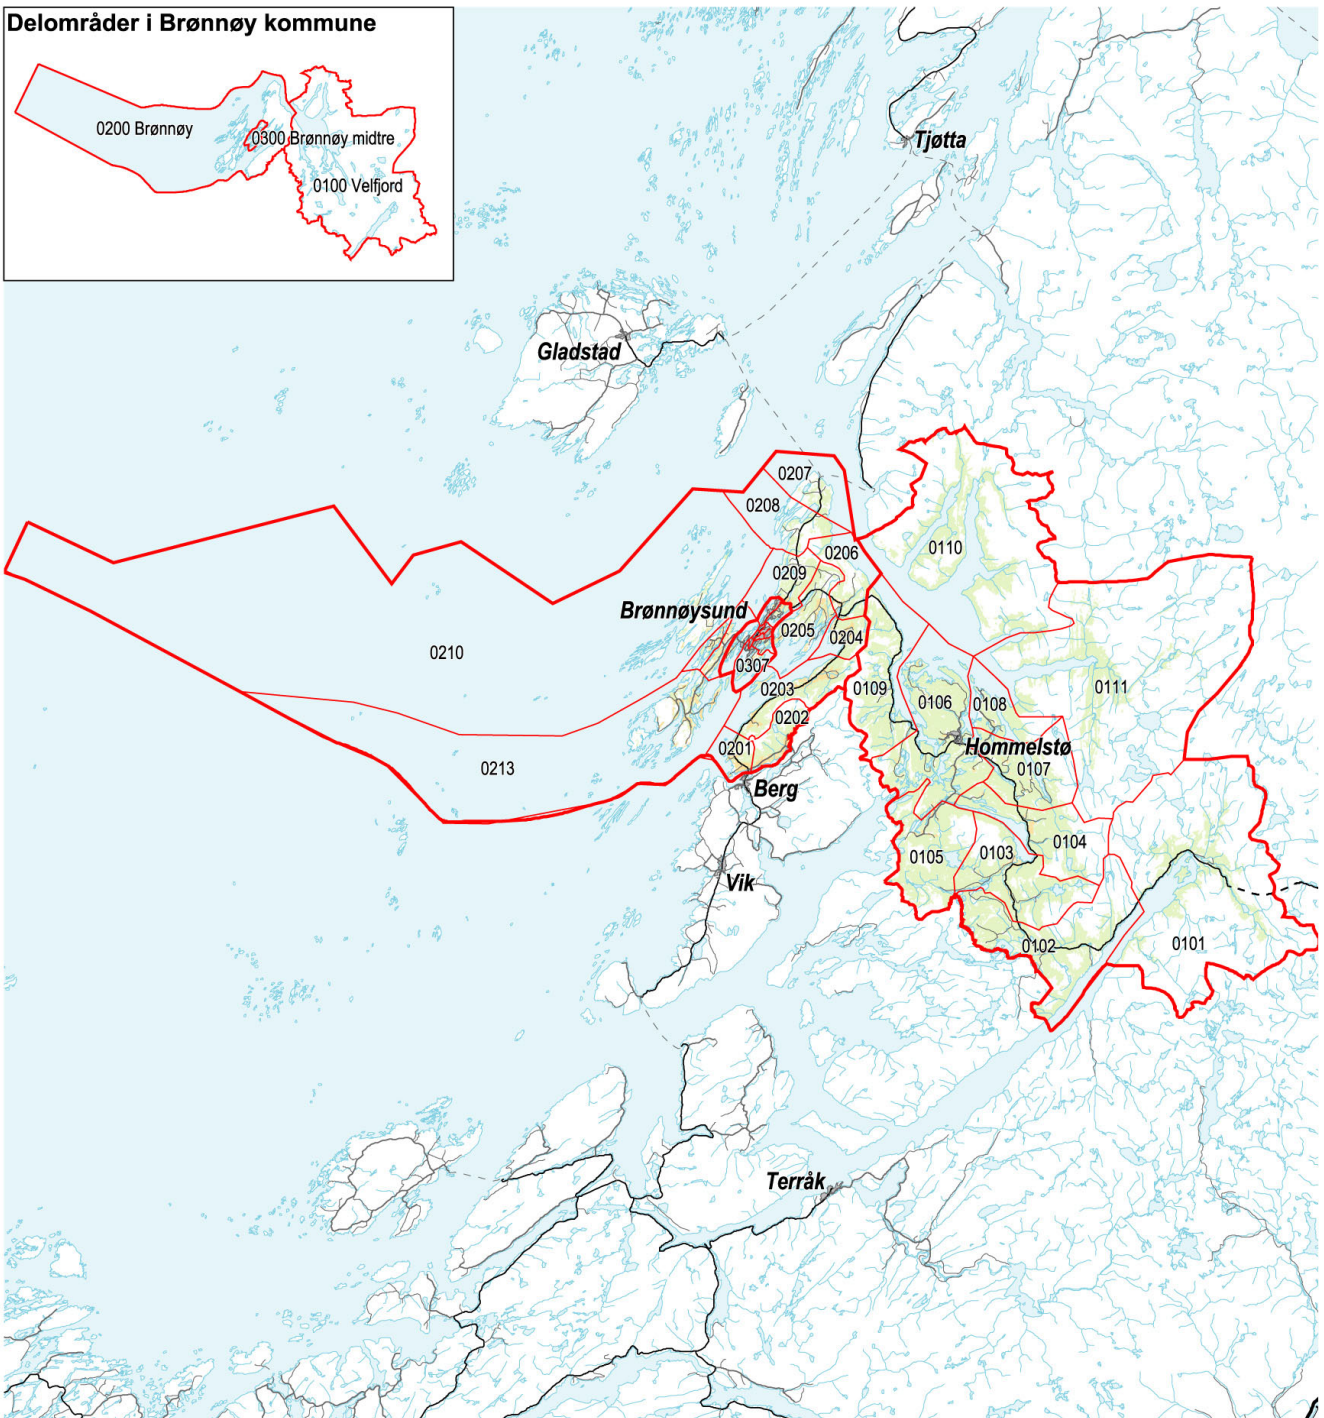 Delområder i Brønnøy kommune
0200 Brønnøy
0300 Brønnøy midtre
0100 Velfjord
Tjøtta
Gladstad
0207
0208
0206
0110
0209
Brønnøysund
0205
0204
0210
0307
0203
0109
0106
0108
0111
0202
0201
Hommelstø
0213
0107
Berg
0104
0103
0105
Vik
0102
0101
Terråk